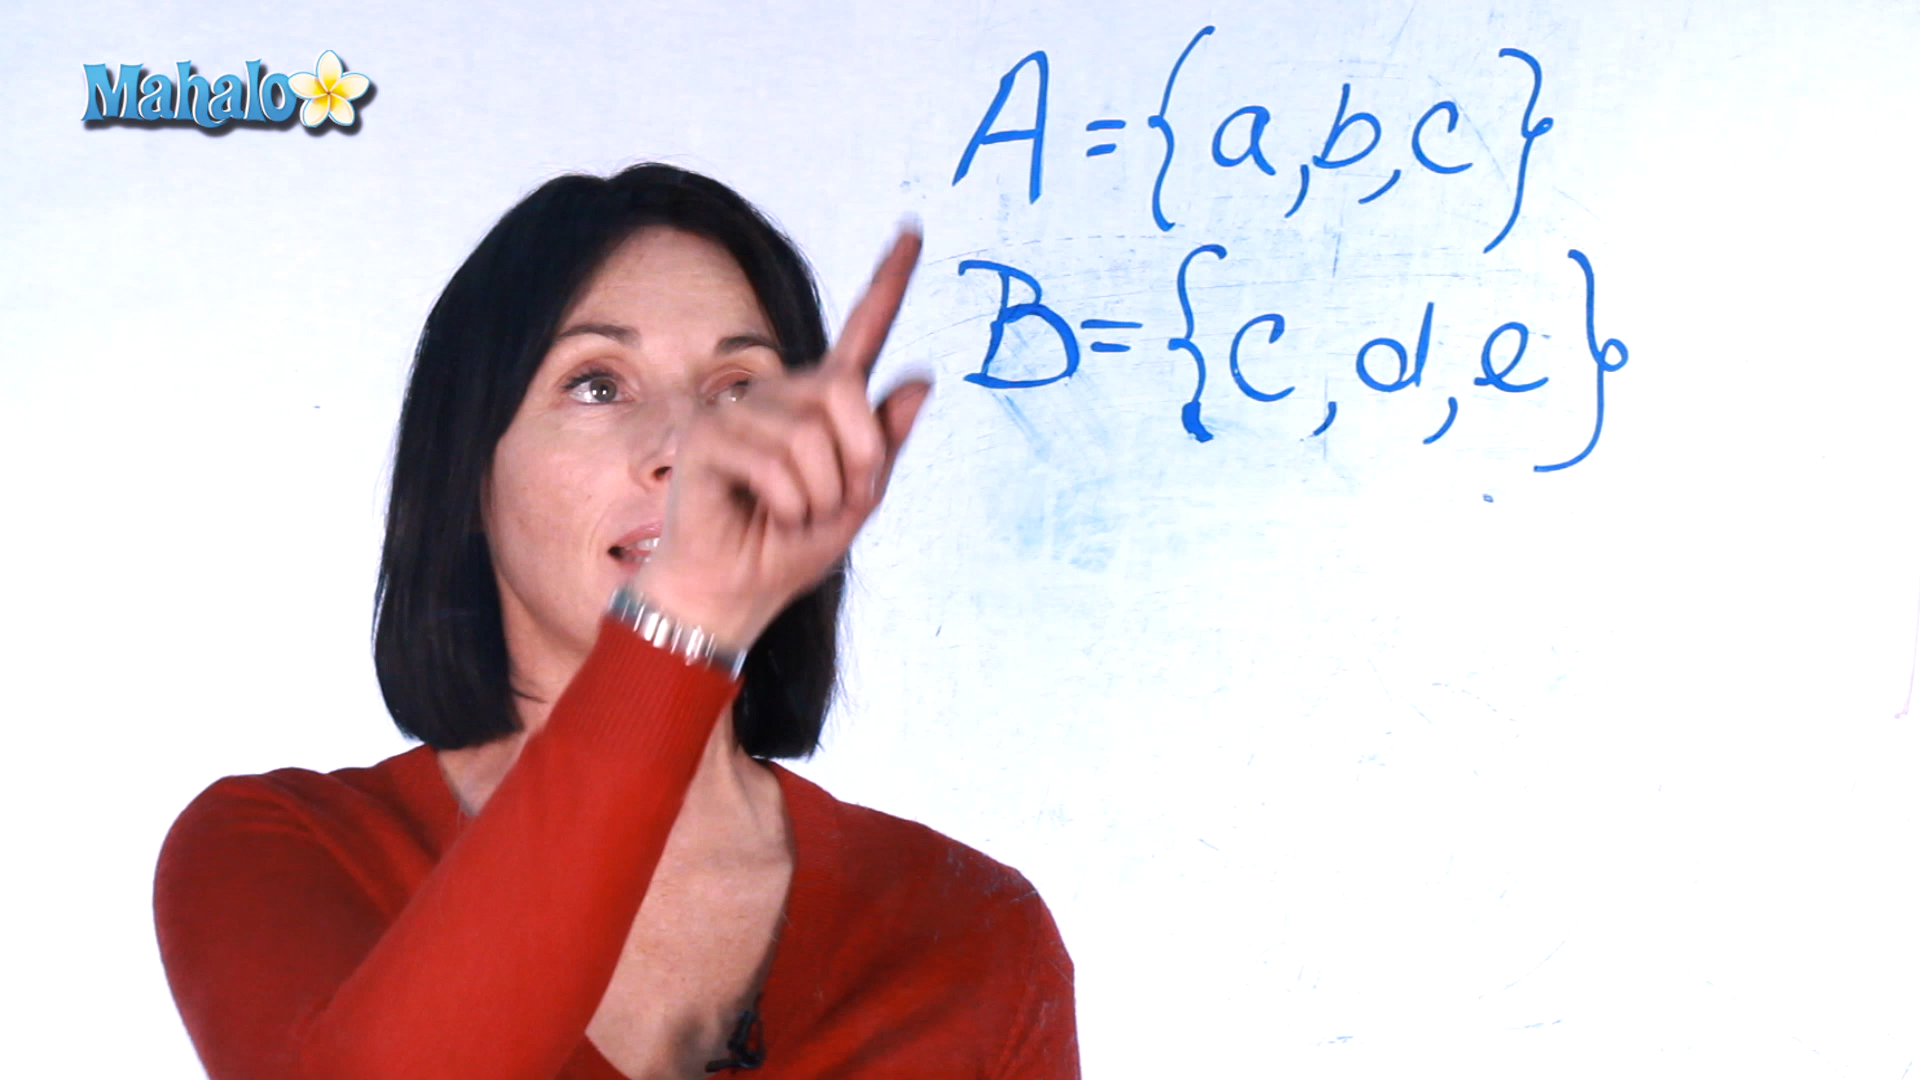 Mahalo
A = {a, b, c}
B = {c, d, e}